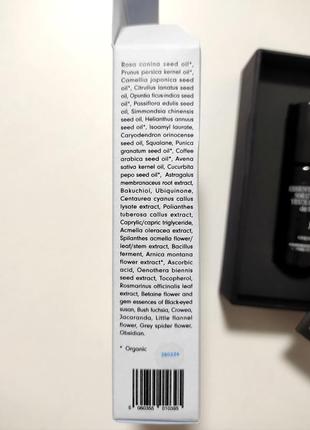 Rosa canina seed oil*,
Prunus persica kernel oil*,
Camellia japonica seed
oil*, Citrullus lanatus seed
oil, Opuntia ficus-indica seed
oil*, Passiflora edulis seed
oil, Simmondsia chinensis
seed oil*, Helianthus annuus
seed oil*, Isoamyl laurate,
Caryodendron orinocense
seed oil, Squalane, Punica
granatum seed oil*, Coffee
arabica seed oil*, Avena
sativa kernel oil, Cucurbita
pepo seed oil*, Astragalus
membranaceus root extract,
Bakuchiol, Ubiquinone,
Centaurea cyanus callus
lysate extract, Polianthes
tuberosa callus extract,
Caprylic/capric triglyceride,
Acmella oleracea extract,
Spilanthes acmella flower/
leaf/stem extract, Bacillus
ferment, Arnica montana
flower extract*, Ascorbic
acid, Oenothera biennis
seed extract, Tocopherol,
Rosmarinus officinalis leaf
extract, Betaine flower and
gem essences of Black-eyed
susan, Bush fuchsia, Crowea,
Jacaranda, Little flannel
flower, Grey spider flower,
Obsidian.
* Organic
5 060355 010395